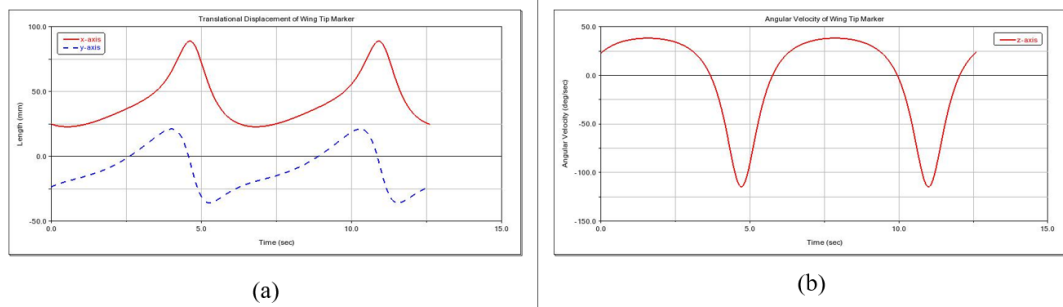 Translational Displacement of Wing Tip Marker
100.0
50.0
0.0
-50.0
Length (mm)
x-axis
y-axis
0.0
5.0
10.0
15.0
Time (sec)
(a)
Angular Velocity of Wing Tip Marker
50.0
0.0
-50.0
-100.0
-150.0
Angular Velocity (deg/sec)
z-axis
0.0
5.0
10.0
15.0
Time (sec)
(b)